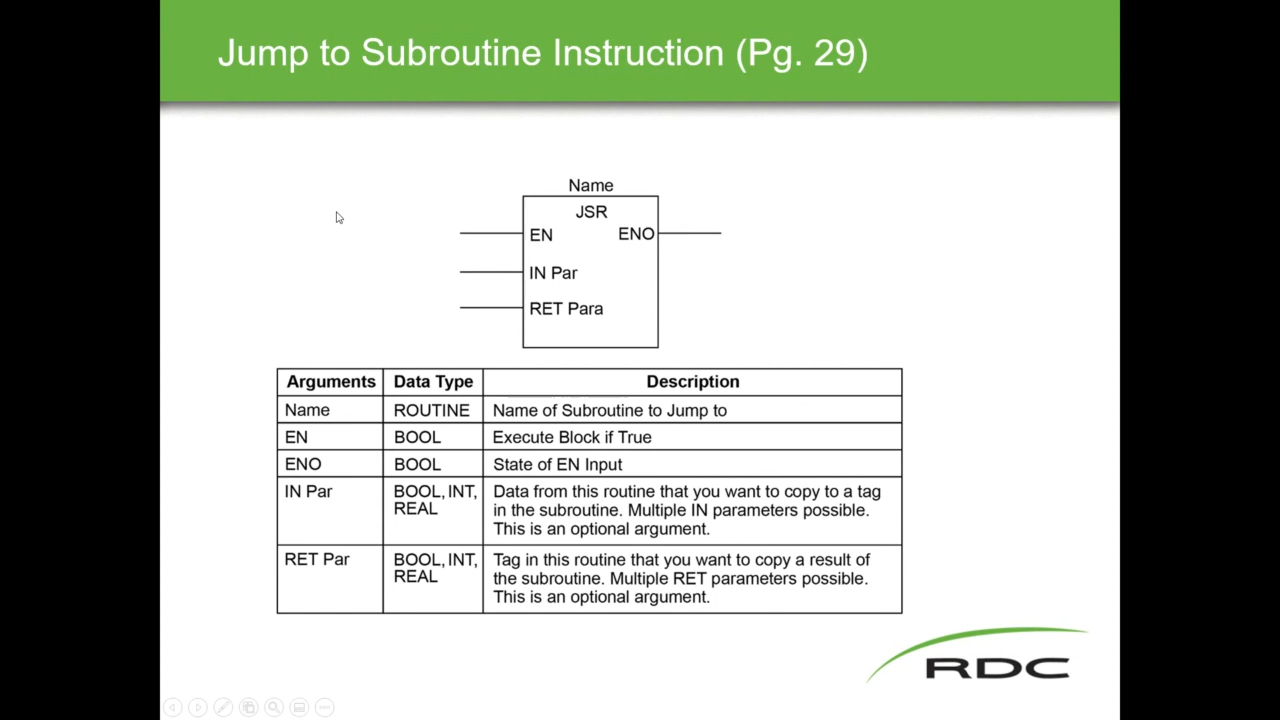 Jump to Subroutine Instruction (Pg. 29)
Name
JSR
EN ENO
IN Par
RET Para
Arguments Data Type Description
Name ROUTINE Name of Subroutine to Jump to
EN BOOL Execute Block if True
ENO BOOL State of EN Input
IN Par BOOL, INT, Data from this routine that you want to copy to a tag
REAL in the subroutine. Multiple IN parameters possible.
This is an optional argument.
RET Par BOOL, INT, Tag in this routine that you want to copy a result of
REAL the subroutine. Multiple RET parameters possible.
This is an optional argument.
RDC